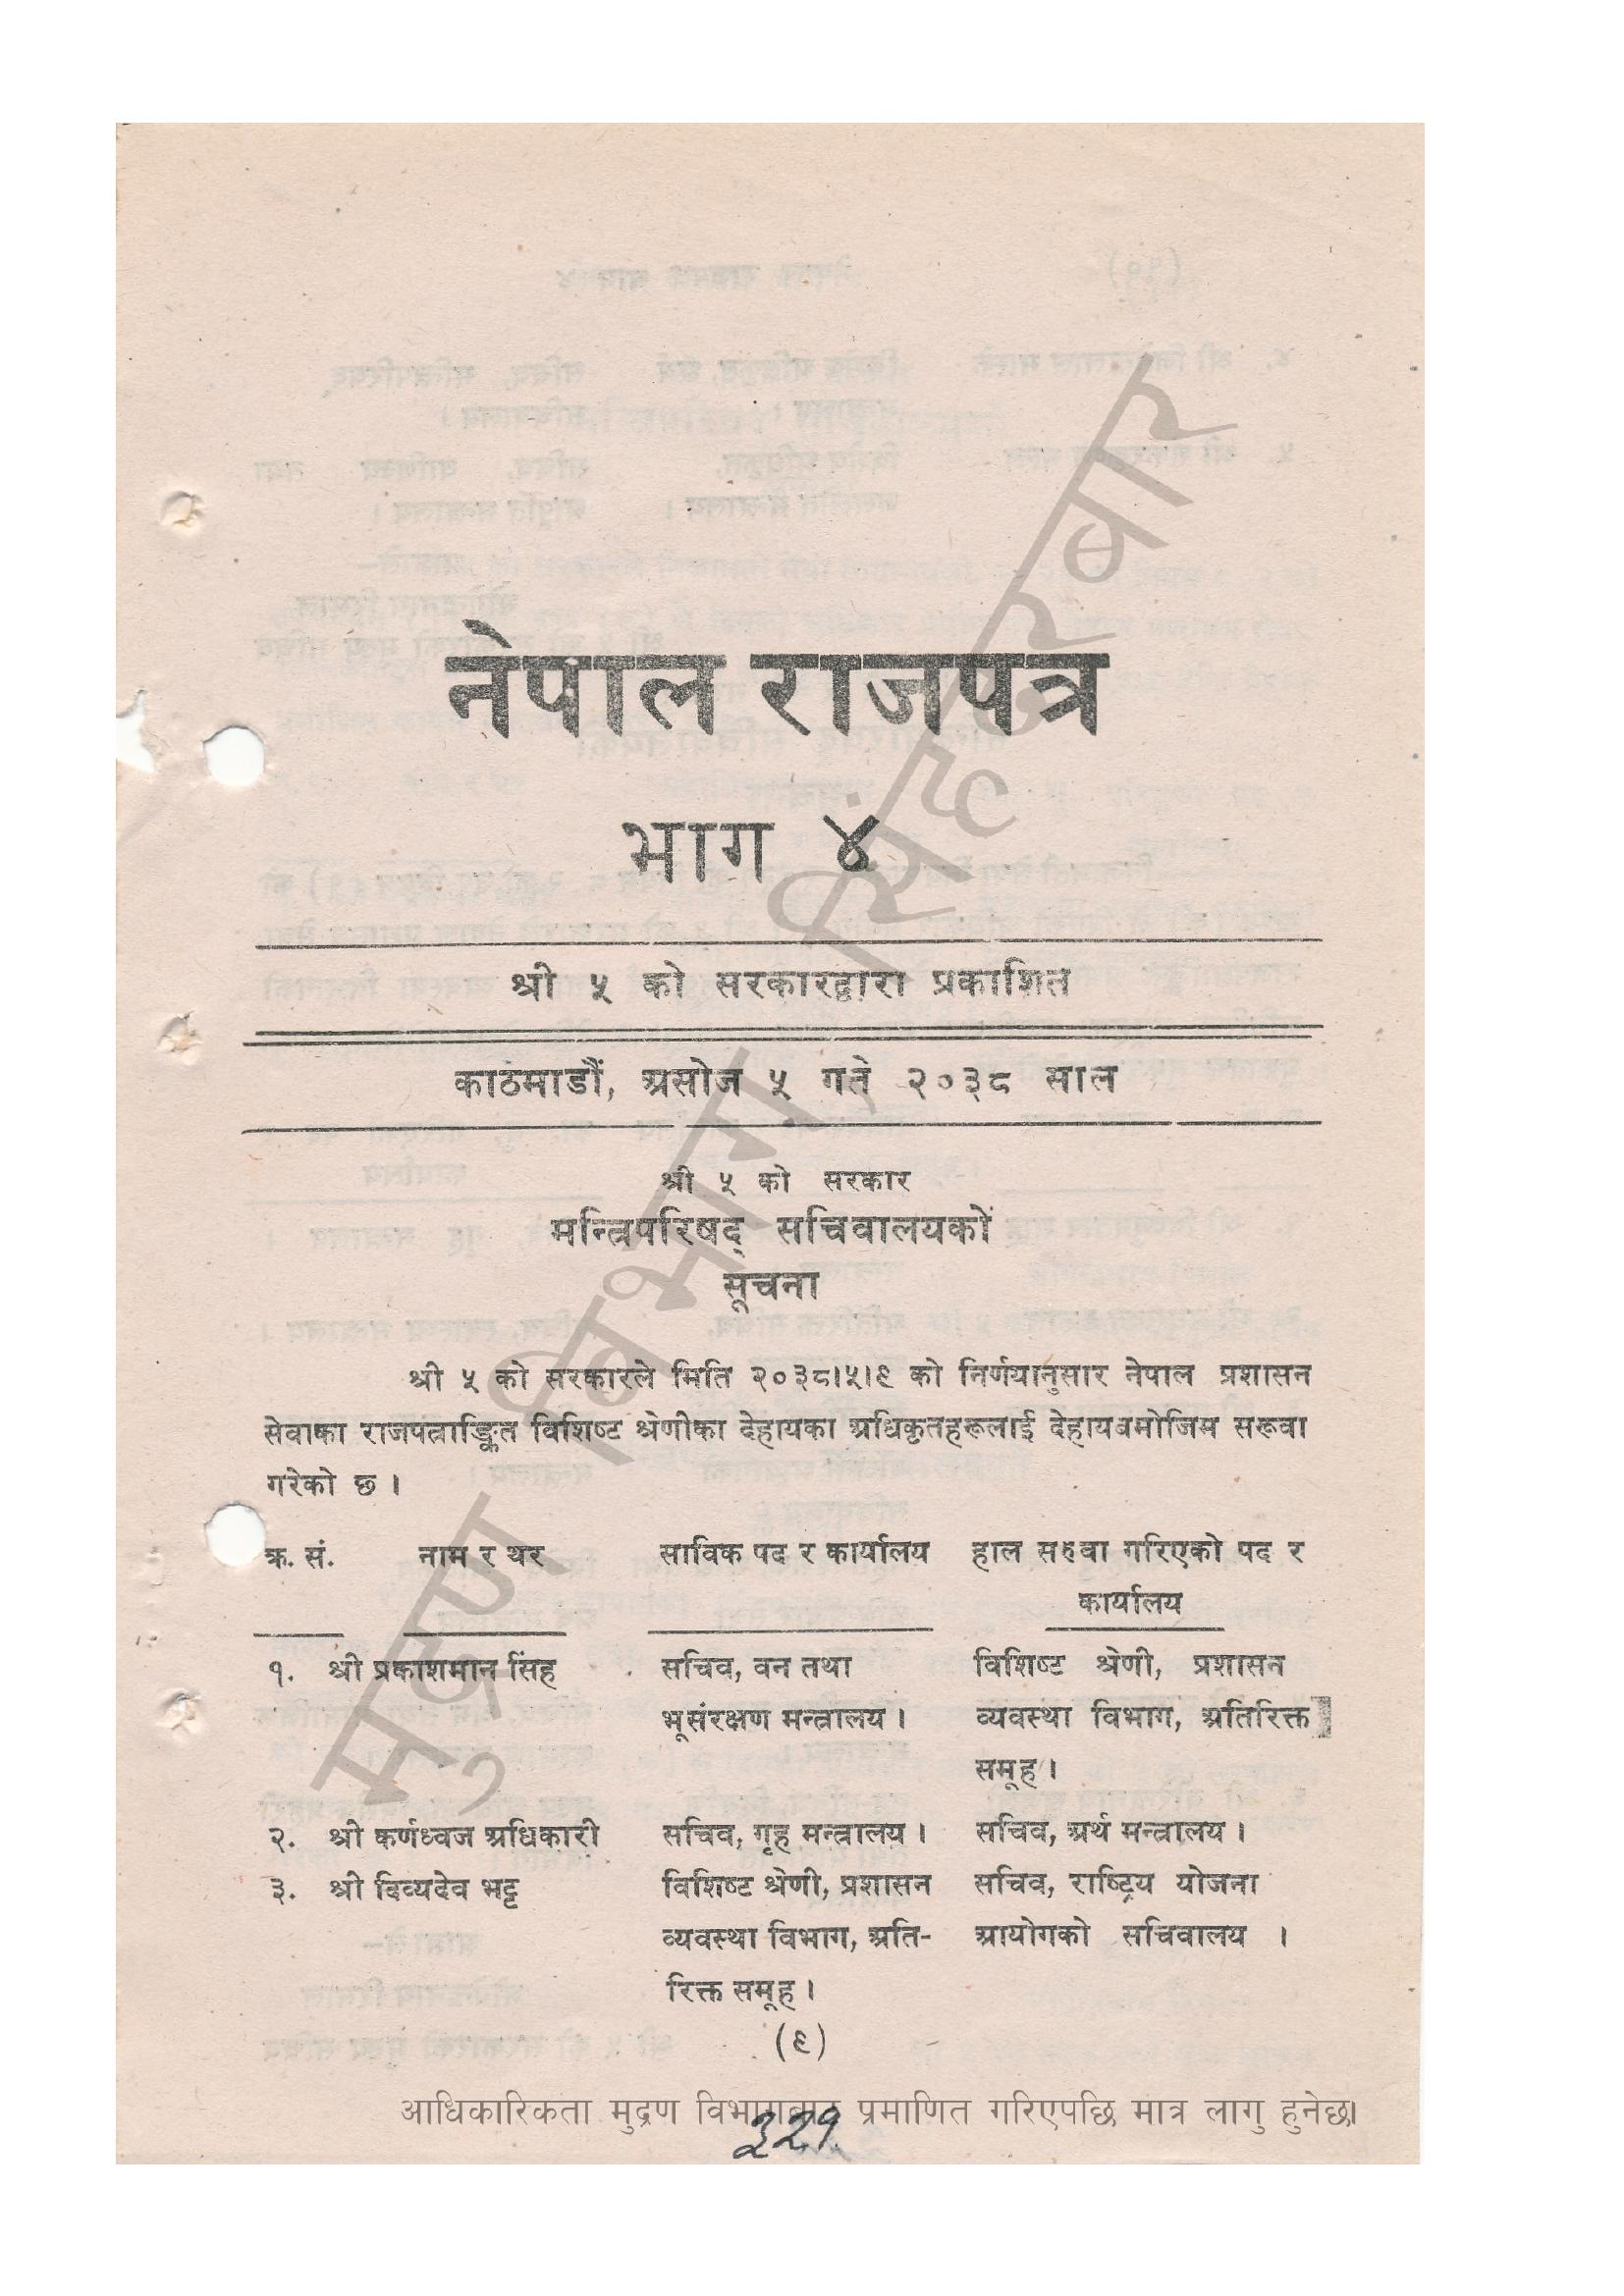 नेपाल राजपत्र
भाग ४
श्री ५ को सरकारद्वारा प्रकाशित
काठमाडौं, असोज ५ गते २०३८ साल
श्री ५ को सरकार
मन्त्रिपरिषद् सचिवालयको
सूचना
श्री ५ को सरकारले मिति २०३८।५।९ को निर्णयानुसार नेपाल प्रशासन
सेवाका राजपत्राङ्कित विशिष्ट श्रेणीका देहायका अधिकृतहरूलाई देहायबमोजिम सरूवा
गरेको छ ।
क्र. सं. नाम र थर साविक पद र कार्यालय हाल सरुवा गरिएको पद र
कार्यालय
१. श्री प्रकाशमान सिंह सचिव, वन तथा विशिष्ट श्रेणी, प्रशासन
भूसंरक्षण मन्त्रालय । व्यवस्था विभाग, अतिरिक्त
समूह ।
२. श्री कर्णध्वज अधिकारी सचिव, गृह मन्त्रालय । सचिव, अर्थ मन्त्रालय ।
३. श्री दिव्यदेव भट्ट विशिष्ट श्रेणी, प्रशासन सचिव, राष्ट्रिय योजना
व्यवस्था विभाग, अति- आयोगको सचिवालय ।
रिक्त समूह ।
(९)
आधिकारिकता मुद्रण विभागबाट प्रमाणित गरिएपछि मात्र लागु हुनेछ।
मुद्रण विभाग, सिंहदरबार